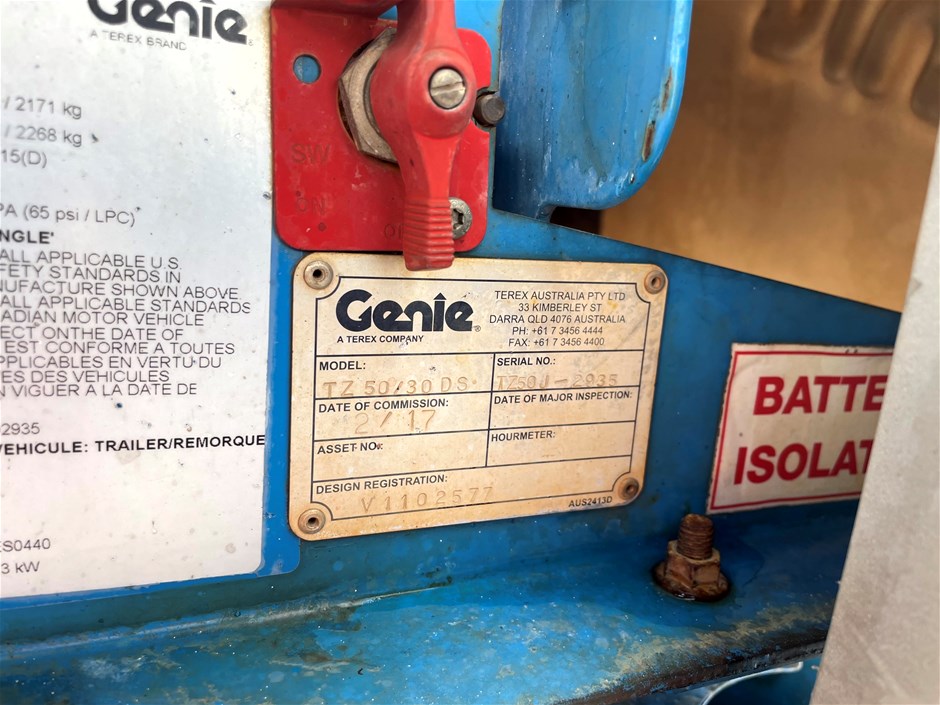 Genie
A TEREX BRAND
/ 2171 kg
/ 2268 kg
15(D)
PA (65 psi / LPC)
NGLE'
ALL APPLICABLE U.S.
FETY STANDARDS IN
NUFACTURE SHOWN ABOVE
ALL APPLICABLE STANDARDS
ADIAN MOTOR VEHICLE
ECT ONTHE DATE OF
EST CONFORME A TOUTES
PPLICABLES EN VERTU DU
ES DES VEHICULES
N VIGUER A LA DATE DE
02935
VEHICULE: TRAILER/REMORQUE
ES0440
3 kW
SW
ON
Genie
A TEREX COMPANY
TEREX AUSTRALIA PTY LTD
33 KIMBERLEY ST
DARRA QLD 4076 AUSTRALIA
PH: +61 7 3456 4444
FAX: +61 7 3456 4400
MODEL:
TZ 50/30 DS
SERIAL NO.:
TZ50J-2935
DATE OF COMMISSION:
2/17
DATE OF MAJOR INSPECTION:
ASSET NO.:
HOURMETER:
DESIGN REGISTRATION:
V1102577
AUS2413D
BATTE
ISOLAT